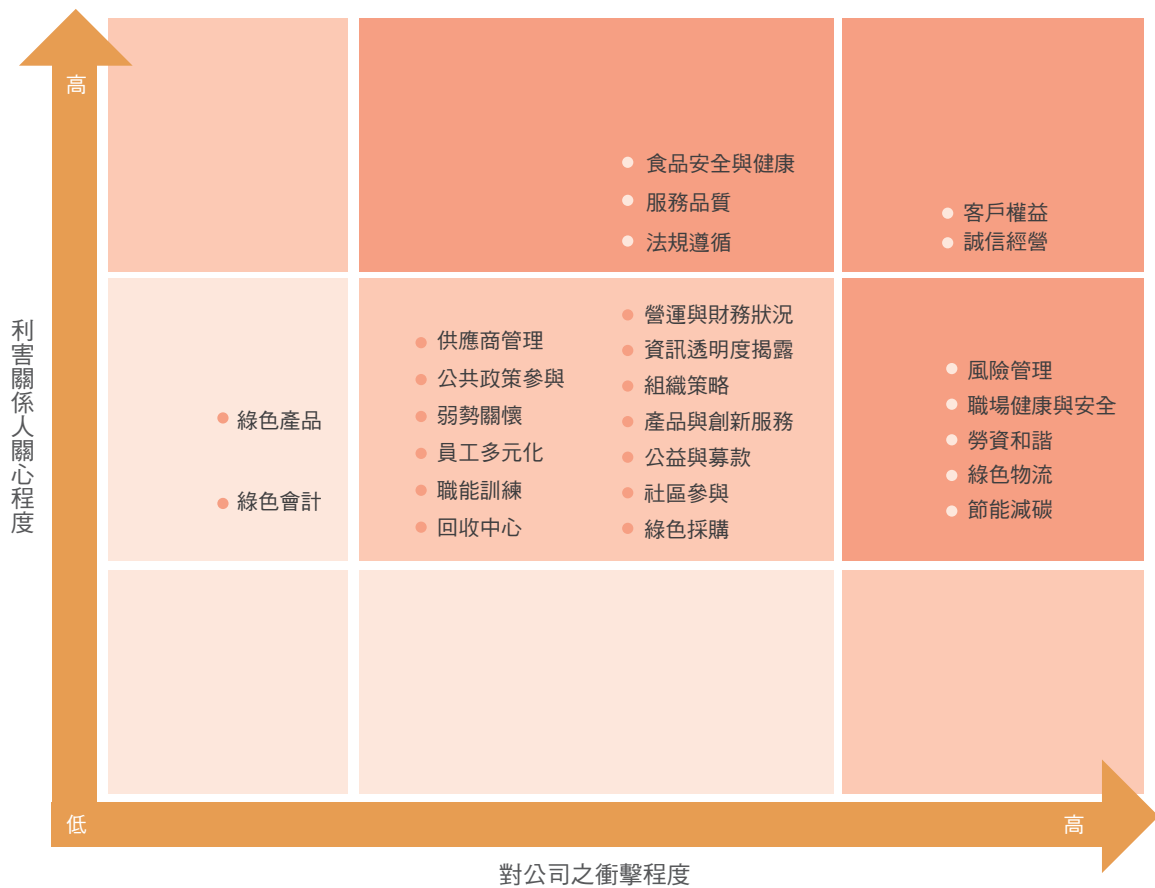 高
食品安全與健康
服務品質
法規遵循
客戶權益
誠信經營
利害關係人關心程度
綠色產品
綠色會計
供應商管理
公共政策參與
弱勢關懷
員工多元化
職能訓練
回收中心
營運與財務狀況
資訊透明度揭露
組織策略
產品與創新服務
公益與募款
社區參與
綠色採購
風險管理
職場健康與安全
勞資和諧
綠色物流
節能減碳
低
高
對公司之衝擊程度